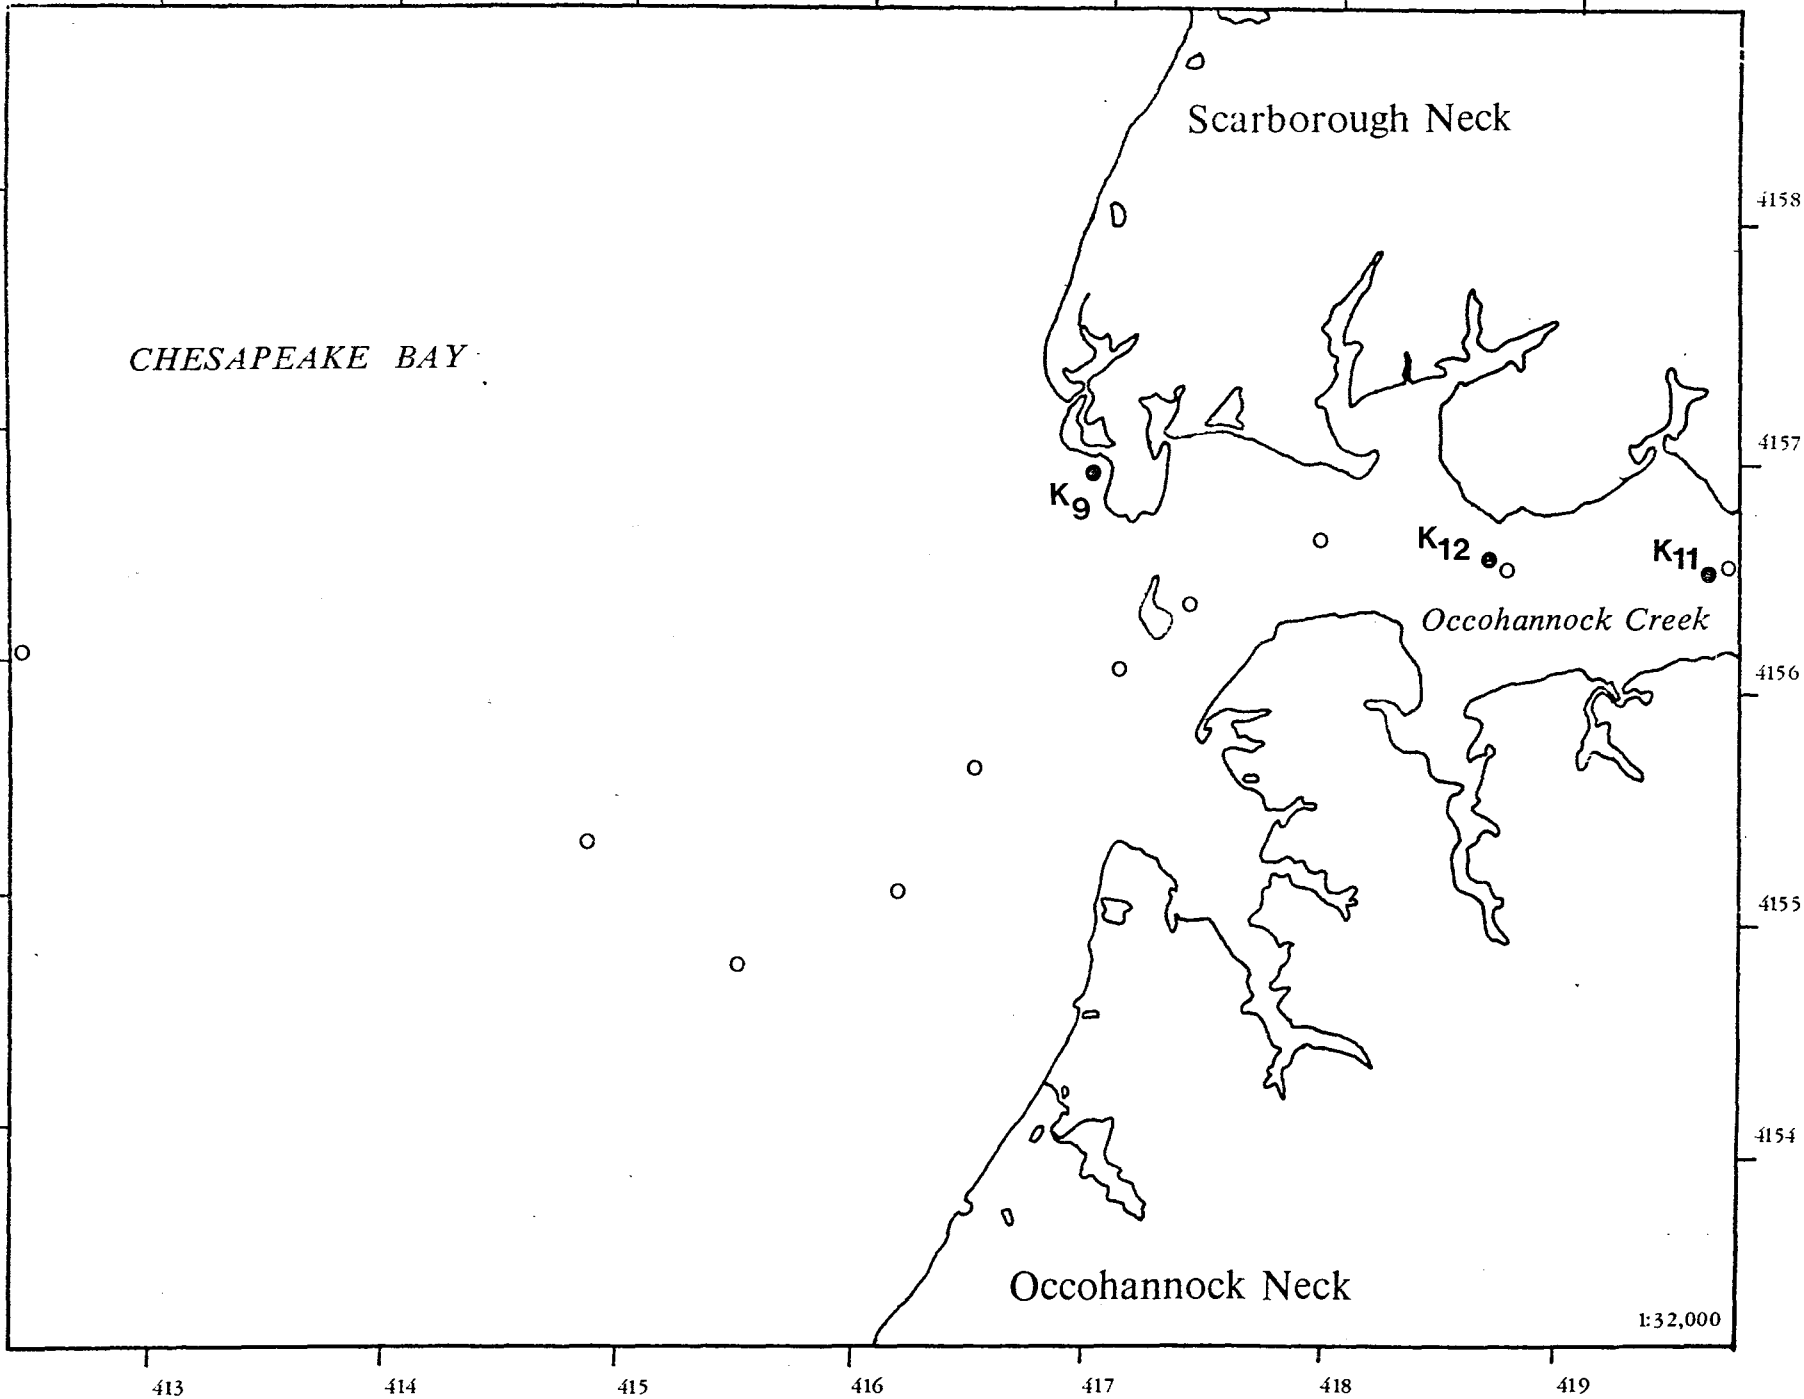 Scarborough Neck
4158
CHESAPEAKE BAY
4157
K9
K12
K11
Occohannock Creek
4156
4155
4154
Occohannock Neck
1:32,000
413 414 415 416 417 418 419